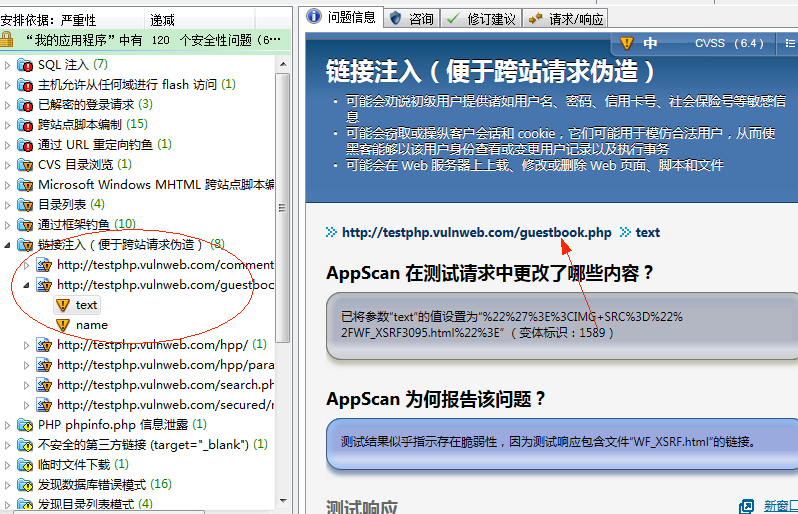 安排依据：严重性 递减
“我的应用程序”中有 120 个安全性问题（6…
SQL 注入 (7)
主机允许从任何域进行 flash 访问 (1)
已解密的登录请求 (3)
跨站点脚本编制 (15)
通过 URL 重定向钓鱼 (1)
CVS 目录浏览 (1)
Microsoft Windows MHTML 跨站点脚本编
目录列表 (4)
通过框架钓鱼 (10)
链接注入（便于跨站请求伪造） (8)
http://testphp.vulnweb.com/comment
http://testphp.vulnweb.com/guestbooc
text
name
http://testphp.vulnweb.com/hpp/ (1)
http://testphp.vulnweb.com/hpp/para
http://testphp.vulnweb.com/search.ph
http://testphp.vulnweb.com/secured/r
PHP phpinfo.php 信息泄露 (1)
不安全的第三方链接 (target="_blank") (1)
临时文件下载 (1)
发现数据库错误模式 (16)
发现目录列表模式 (4)
问题信息 咨询 修订建议 请求/响应
中 CVSS （6.4）
链接注入（便于跨站请求伪造）
• 可能会劝说初级用户提供诸如用户名、密码、信用卡号、社会保险号等敏感信
息
• 可能会窃取或操纵客户会话和 cookie，它们可能用于模仿合法用户，从而使
黑客能够以该用户身份查看或变更用户记录以及执行事务
• 可能会在 Web 服务器上上载、修改或删除 Web 页面、脚本和文件
http://testphp.vulnweb.com/guestbook.php text
AppScan 在测试请求中更改了哪些内容？
已将参数“text”的值设置为“%22%27%3E%3CIMG+SRC%3D%22%
2FWF_XSRF3095.html%22%3E”（变体标识：1589）
AppScan 为何报告该问题？
测试结果似乎指示存在脆弱性，因为测试响应包含文件“WF_XSRF.html”的链接。
测试响应 新窗口